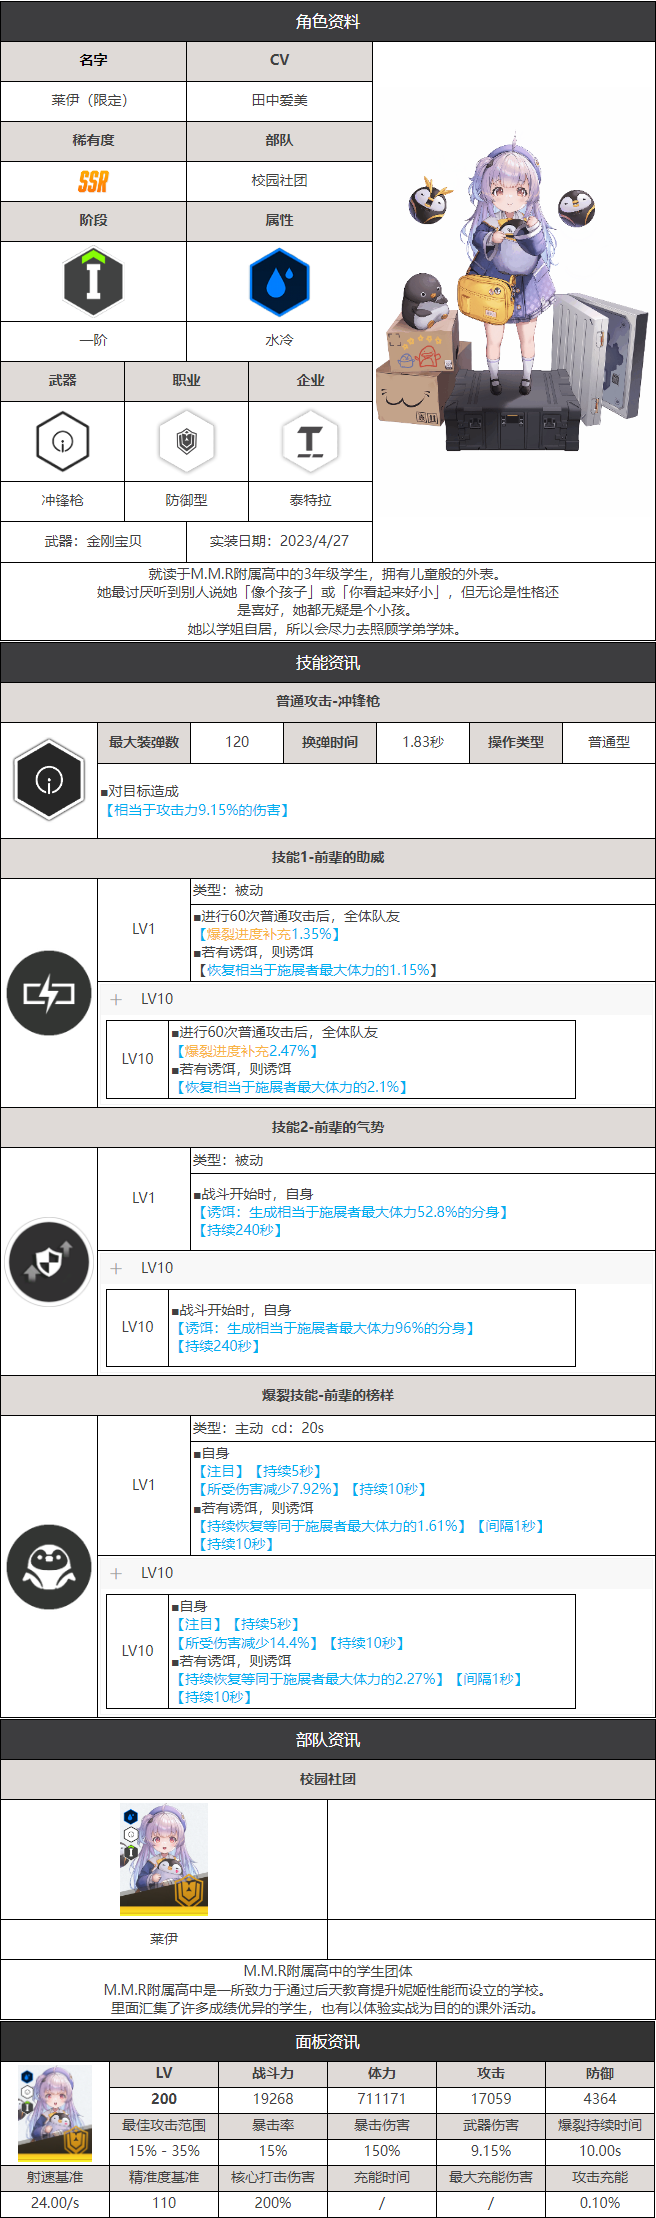 角色资料
名字 CV
莱伊（限定） 田中爱美
稀有度 部队
SSR 校园社团
阶段 属性
I
一阶 水冷
武器 职业 企业
冲锋枪 防御型 泰特拉
武器：金刚宝贝 实装日期：2023/4/27
就读于M.M.R附属高中的3年级学生，拥有儿童般的外表。
她最讨厌听到别人说她「像个孩子」或「你看起来好小」，但无论是性格还
是喜好，她都无疑是个小孩。
她以学姐自居，所以会尽力去照顾学弟学妹。
技能资讯
普通攻击-冲锋枪
最大装弹数 120 换弹时间 1.83秒 操作类型 普通型
■对目标造成
【相当于攻击力9.15%的伤害】
技能1-前辈的助威
类型：被动
LV1
■进行60次普通攻击后，全体队友
【爆裂进度补充1.35%】
■若有诱饵，则诱饵
【恢复相当于施展者最大体力的1.15%】
＋ LV10
LV10
■进行60次普通攻击后，全体队友
【爆裂进度补充2.47%】
■若有诱饵，则诱饵
【恢复相当于施展者最大体力的2.1%】
技能2-前辈的气势
类型：被动
LV1
■战斗开始时，自身
【诱饵：生成相当于施展者最大体力52.8%的分身】
【持续240秒】
＋ LV10
LV10
■战斗开始时，自身
【诱饵：生成相当于施展者最大体力96%的分身】
【持续240秒】
爆裂技能-前辈的榜样
类型：主动 cd：20s
LV1
■自身
【注目】【持续5秒】
【所受伤害减少7.92%】【持续10秒】
■若有诱饵，则诱饵
【持续恢复等同于施展者最大体力的1.61%】【间隔1秒】
【持续10秒】
＋ LV10
LV10
■自身
【注目】【持续5秒】
【所受伤害减少14.4%】【持续10秒】
■若有诱饵，则诱饵
【持续恢复等同于施展者最大体力的2.27%】【间隔1秒】
【持续10秒】
部队资讯
校园社团
莱伊
M.M.R附属高中的学生团体
M.M.R附属高中是一所致力于通过后天教育提升妮姬性能而设立的学校。
里面汇集了许多成绩优异的学生，也有以体验实战为目的的课外活动。
面板资讯
LV 战斗力 体力 攻击 防御
200 19268 711171 17059 4364
最佳攻击范围 暴击率 暴击伤害 武器伤害 爆裂持续时间
15% - 35% 15% 150% 9.15% 10.00s
射速基准 精准度基准 核心打击伤害 充能时间 最大充能伤害 攻击充能
24.00/s 110 200% / / 0.10%